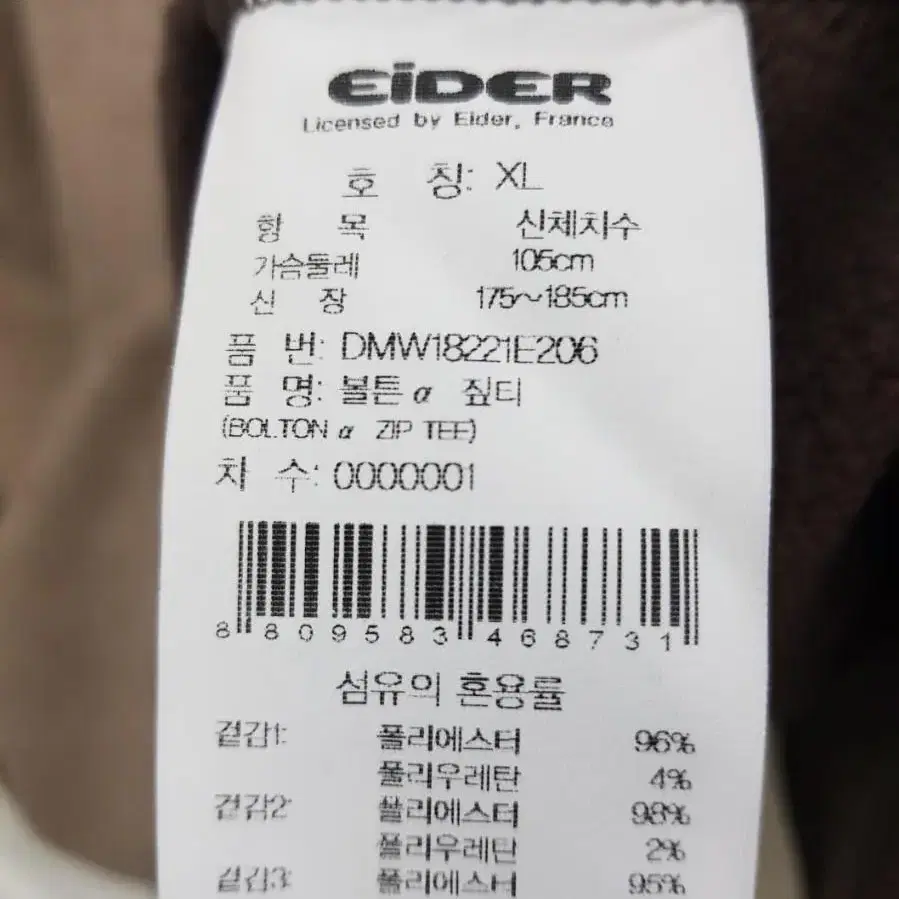 EiDER
Licensed by Eider, France
호 칭: XL
항 목 신체치수
가슴둘레 105cm
신 장 175~185cm
품 번: DMW18221E206
품 명: 볼튼α 짚티
(BOLTON α ZIP TEE)
차 수: 0000001
8 809583 468731
섬유의 혼용률
겉감1: 폴리에스터 96%
폴리우레탄 4%
겉감2: 폴리에스터 98%
폴리우레탄 2%
겉감3: 폴리에스터 95%